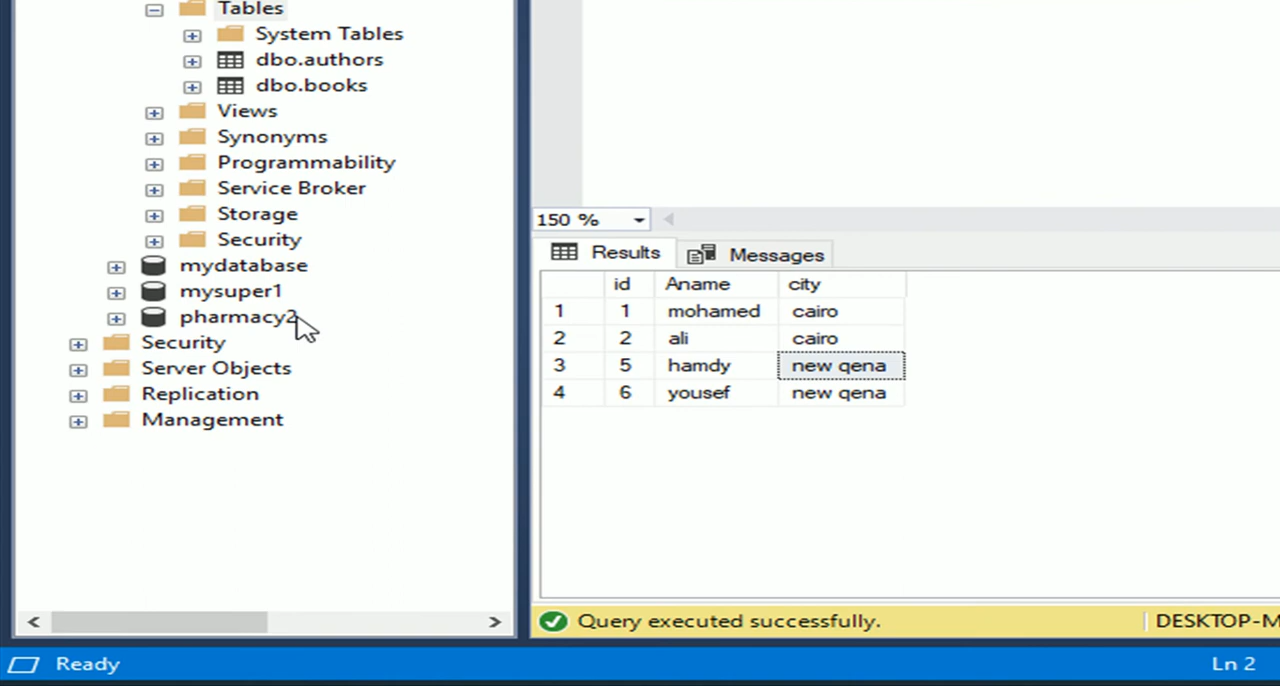 Tables
System Tables
dbo.authors
dbo.books
Views
Synonyms
Programmability
Service Broker
Storage
Security
mydatabase
mysuper1
pharmacy2
Security
Server Objects
Replication
Management
150 %
Results Messages
id Aname city
1 1 mohamed cairo
2 2 ali cairo
3 5 hamdy new qena
4 6 yousef new qena
Query executed successfully. DESKTOP-M
Ready Ln 2